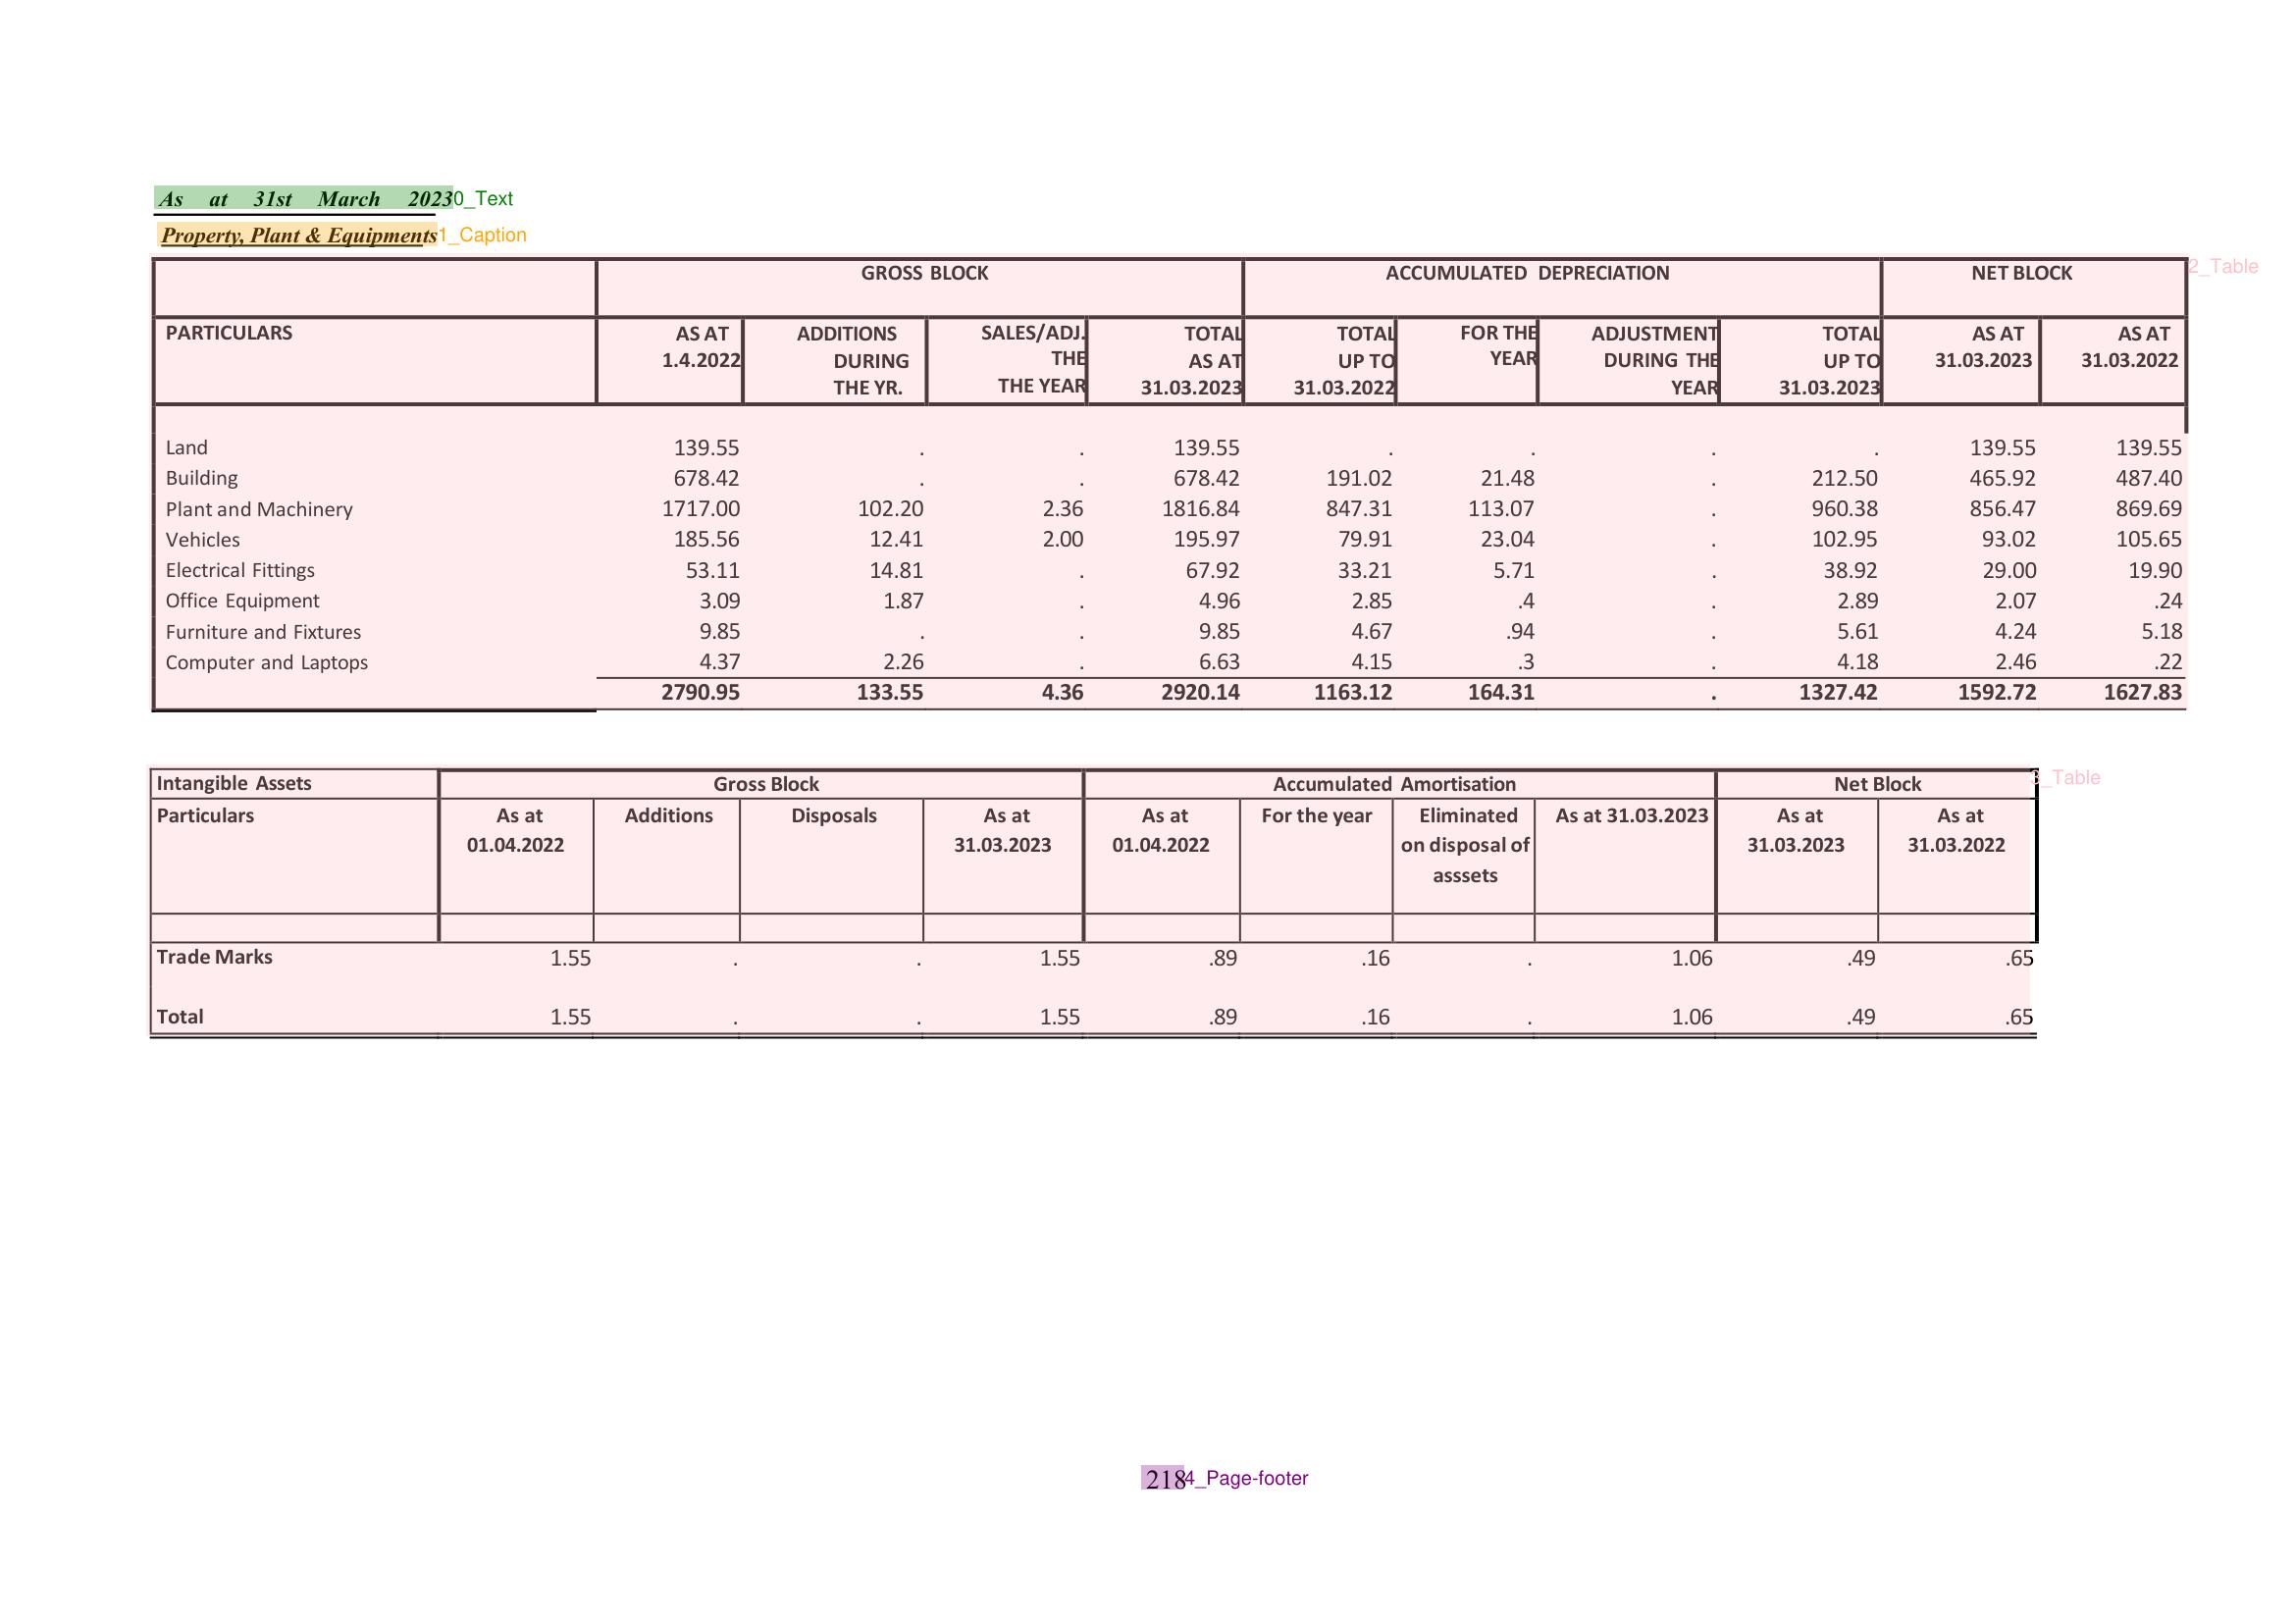 As at 31st March 2023 0_Text
Property, Plant & Equipments 1_Caption
GROSS BLOCK ACCUMULATED DEPRECIATION NET BLOCK 2_Table
PARTICULARS AS AT ADDITIONS SALES/ADJ. TOTAL TOTAL FOR THE ADJUSTMENT TOTAL AS AT AS AT
1.4.2022 DURING THE AS AT UP TO YEAR DURING THE UP TO 31.03.2023 31.03.2022
THE YR. THE YEAR 31.03.2023 31.03.2022 YEAR 31.03.2023
Land 139.55 . . 139.55 . . . . 139.55 139.55
Building 678.42 . . 678.42 191.02 21.48 . 212.50 465.92 487.40
Plant and Machinery 1717.00 102.20 2.36 1816.84 847.31 113.07 . 960.38 856.47 869.69
Vehicles 185.56 12.41 2.00 195.97 79.91 23.04 . 102.95 93.02 105.65
Electrical Fittings 53.11 14.81 . 67.92 33.21 5.71 . 38.92 29.00 19.90
Office Equipment 3.09 1.87 . 4.96 2.85 .4 . 2.89 2.07 .24
Furniture and Fixtures 9.85 . . 9.85 4.67 .94 . 5.61 4.24 5.18
Computer and Laptops 4.37 2.26 . 6.63 4.15 .3 . 4.18 2.46 .22
2790.95 133.55 4.36 2920.14 1163.12 164.31 . 1327.42 1592.72 1627.83
Intangible Assets Gross Block Accumulated Amortisation Net Block 3_Table
Particulars As at Additions Disposals As at As at For the year Eliminated As at 31.03.2023 As at As at
01.04.2022 31.03.2023 01.04.2022 on disposal of 31.03.2023 31.03.2022
asssets
Trade Marks 1.55 . . 1.55 .89 .16 . 1.06 .49 .65
Total 1.55 . . 1.55 .89 .16 . 1.06 .49 .65
218 4_Page-footer